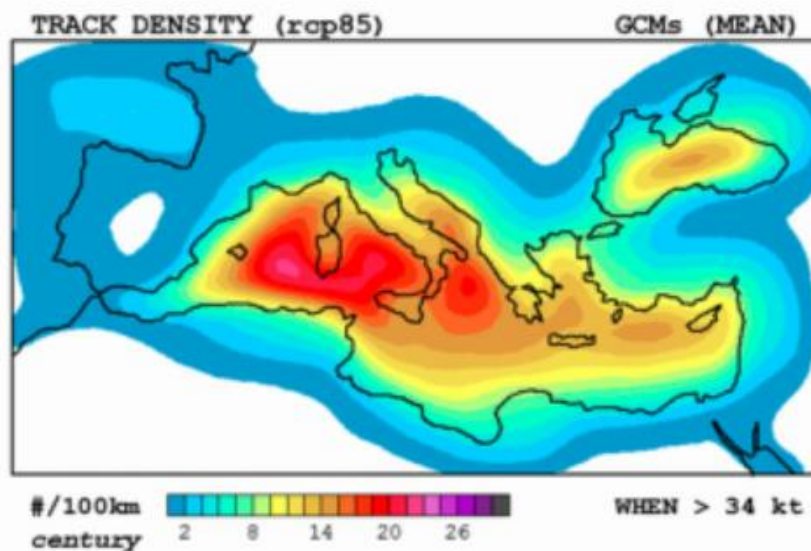 TRACK DENSITY (rcp85) GCMs (MEAN)
#/100km 2 8 14 20 26 WHEN > 34 kt
century